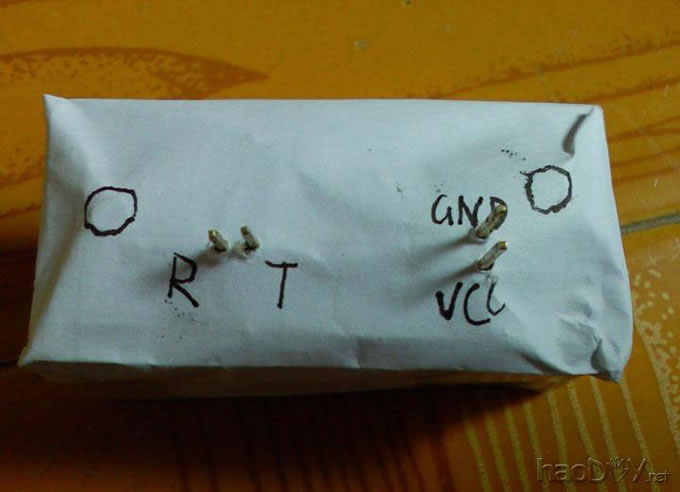 GND
R T
VCC
haoDIY.net